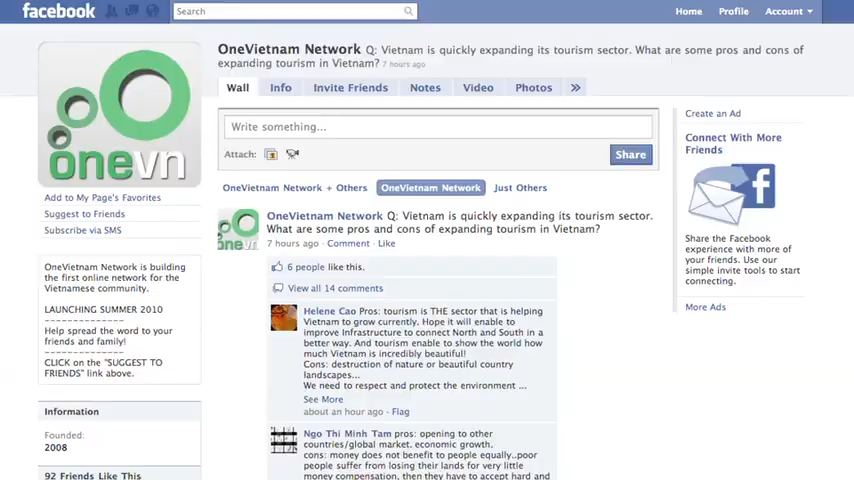 facebook
Search
Home
Profile
Account
OneVietnam Network Q: Vietnam is quickly expanding its tourism sector. What are some pros and cons of
expanding tourism in Vietnam? 7 hours ago
Wall
Info
Invite Friends
Notes
Video
Photos
»
onevn
Write something...
Attach:
Share
OneVietnam Network + Others
OneVietnam Network
Just Others
Add to My Page's Favorites
Suggest to Friends
Subscribe via SMS
OneVietnam Network is building
the first online network for the
Vietnamese community.
LAUNCHING SUMMER 2010
--------------------
Help spread the word to your
friends and family!
--------------------
CLICK on the "SUGGEST TO
FRIENDS" link above.
Information
Founded:
2008
92 Friends Like This
onevn
OneVietnam Network Q: Vietnam is quickly expanding its tourism sector.
What are some pros and cons of expanding tourism in Vietnam?
7 hours ago · Comment · Like
6 people like this.
View all 14 comments
Helene Cao Pros: tourism is THE sector that is helping
Vietnam to grow currently. Hope it will enable to
improve Infrastructure to connect North and South in a
better way. And tourism enable to show the world how
much Vietnam is incredibly beautiful!
Cons: destruction of nature or beautiful country
landscapes...
We need to respect and protect the environment ...
See More
about an hour ago · Flag
Ngo Thi Minh Tam pros: opening to other
countries/global market. economic growth.
cons: money does not benefit to people equally..poor
people suffer from losing their lands for very little
money compensation, then they have to accept hard and
Create an Ad
Connect With More
Friends
Share the Facebook
experience with more of
your friends. Use our
simple invite tools to start
connecting.
More Ads